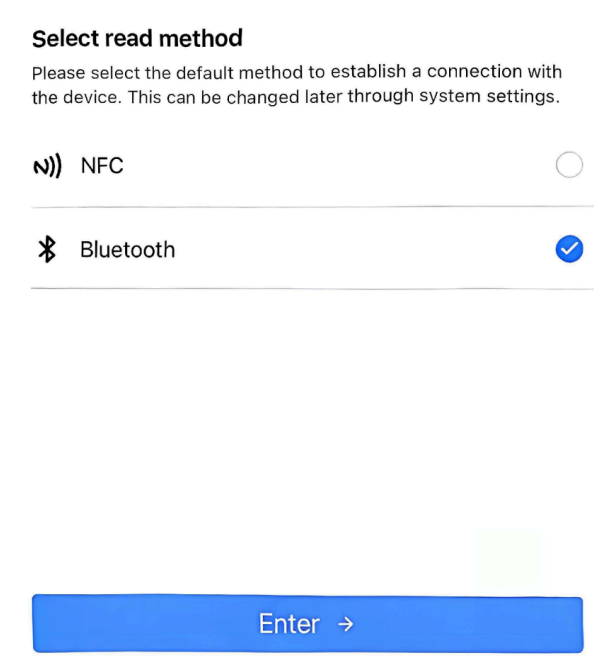 Select read method
Please select the default method to establish a connection with
the device. This can be changed later through system settings.
NFC
Bluetooth
Enter →